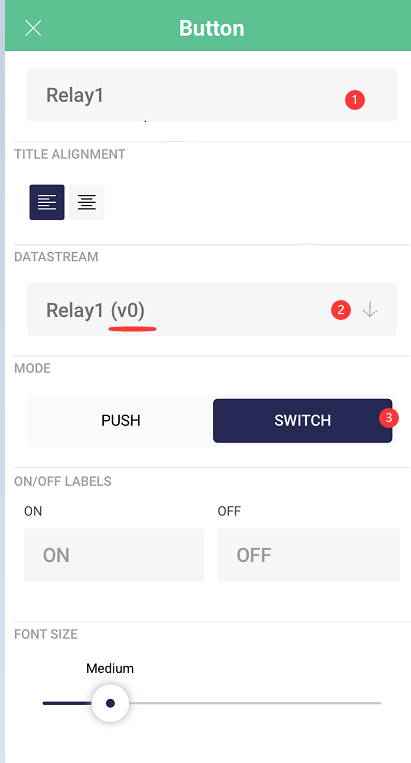 Button
Relay1 1
TITLE ALIGNMENT
DATASTREAM
Relay1 (v0) 2
MODE
PUSH SWITCH 3
ON/OFF LABELS
ON OFF
ON OFF
FONT SIZE
Medium